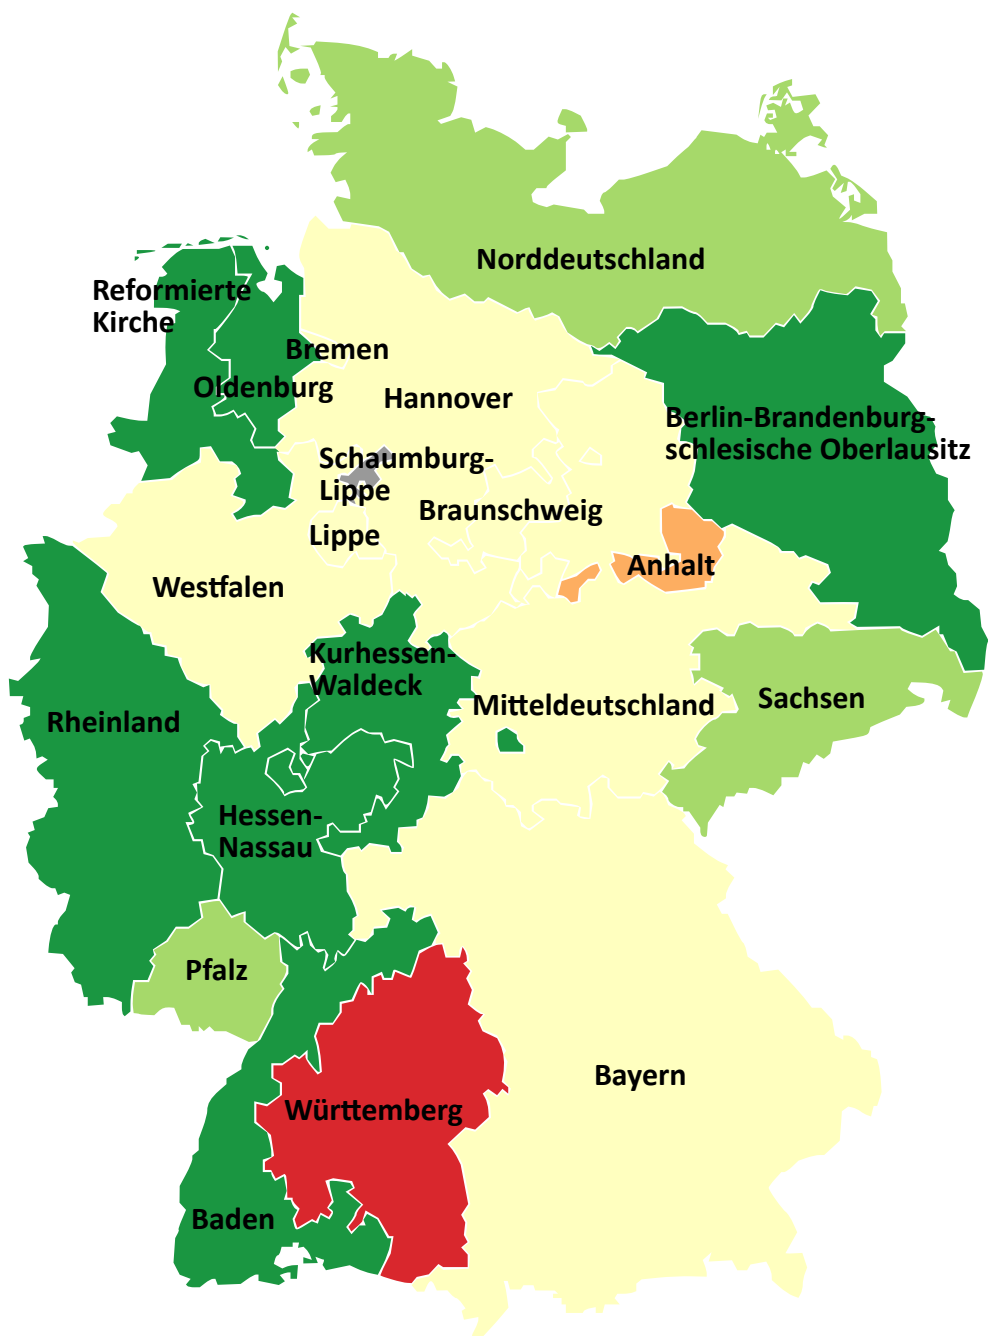 Norddeutschland
Reformierte
Kirche
Bremen
Oldenburg
Hannover
Berlin-Brandenburg-
schlesische Oberlausitz
Schaumburg-
Lippe
Braunschweig
Lippe
Anhalt
Westfalen
Kurhessen-
Waldeck
Mitteldeutschland
Sachsen
Rheinland
Hessen-
Nassau
Pfalz
Bayern
Württemberg
Baden